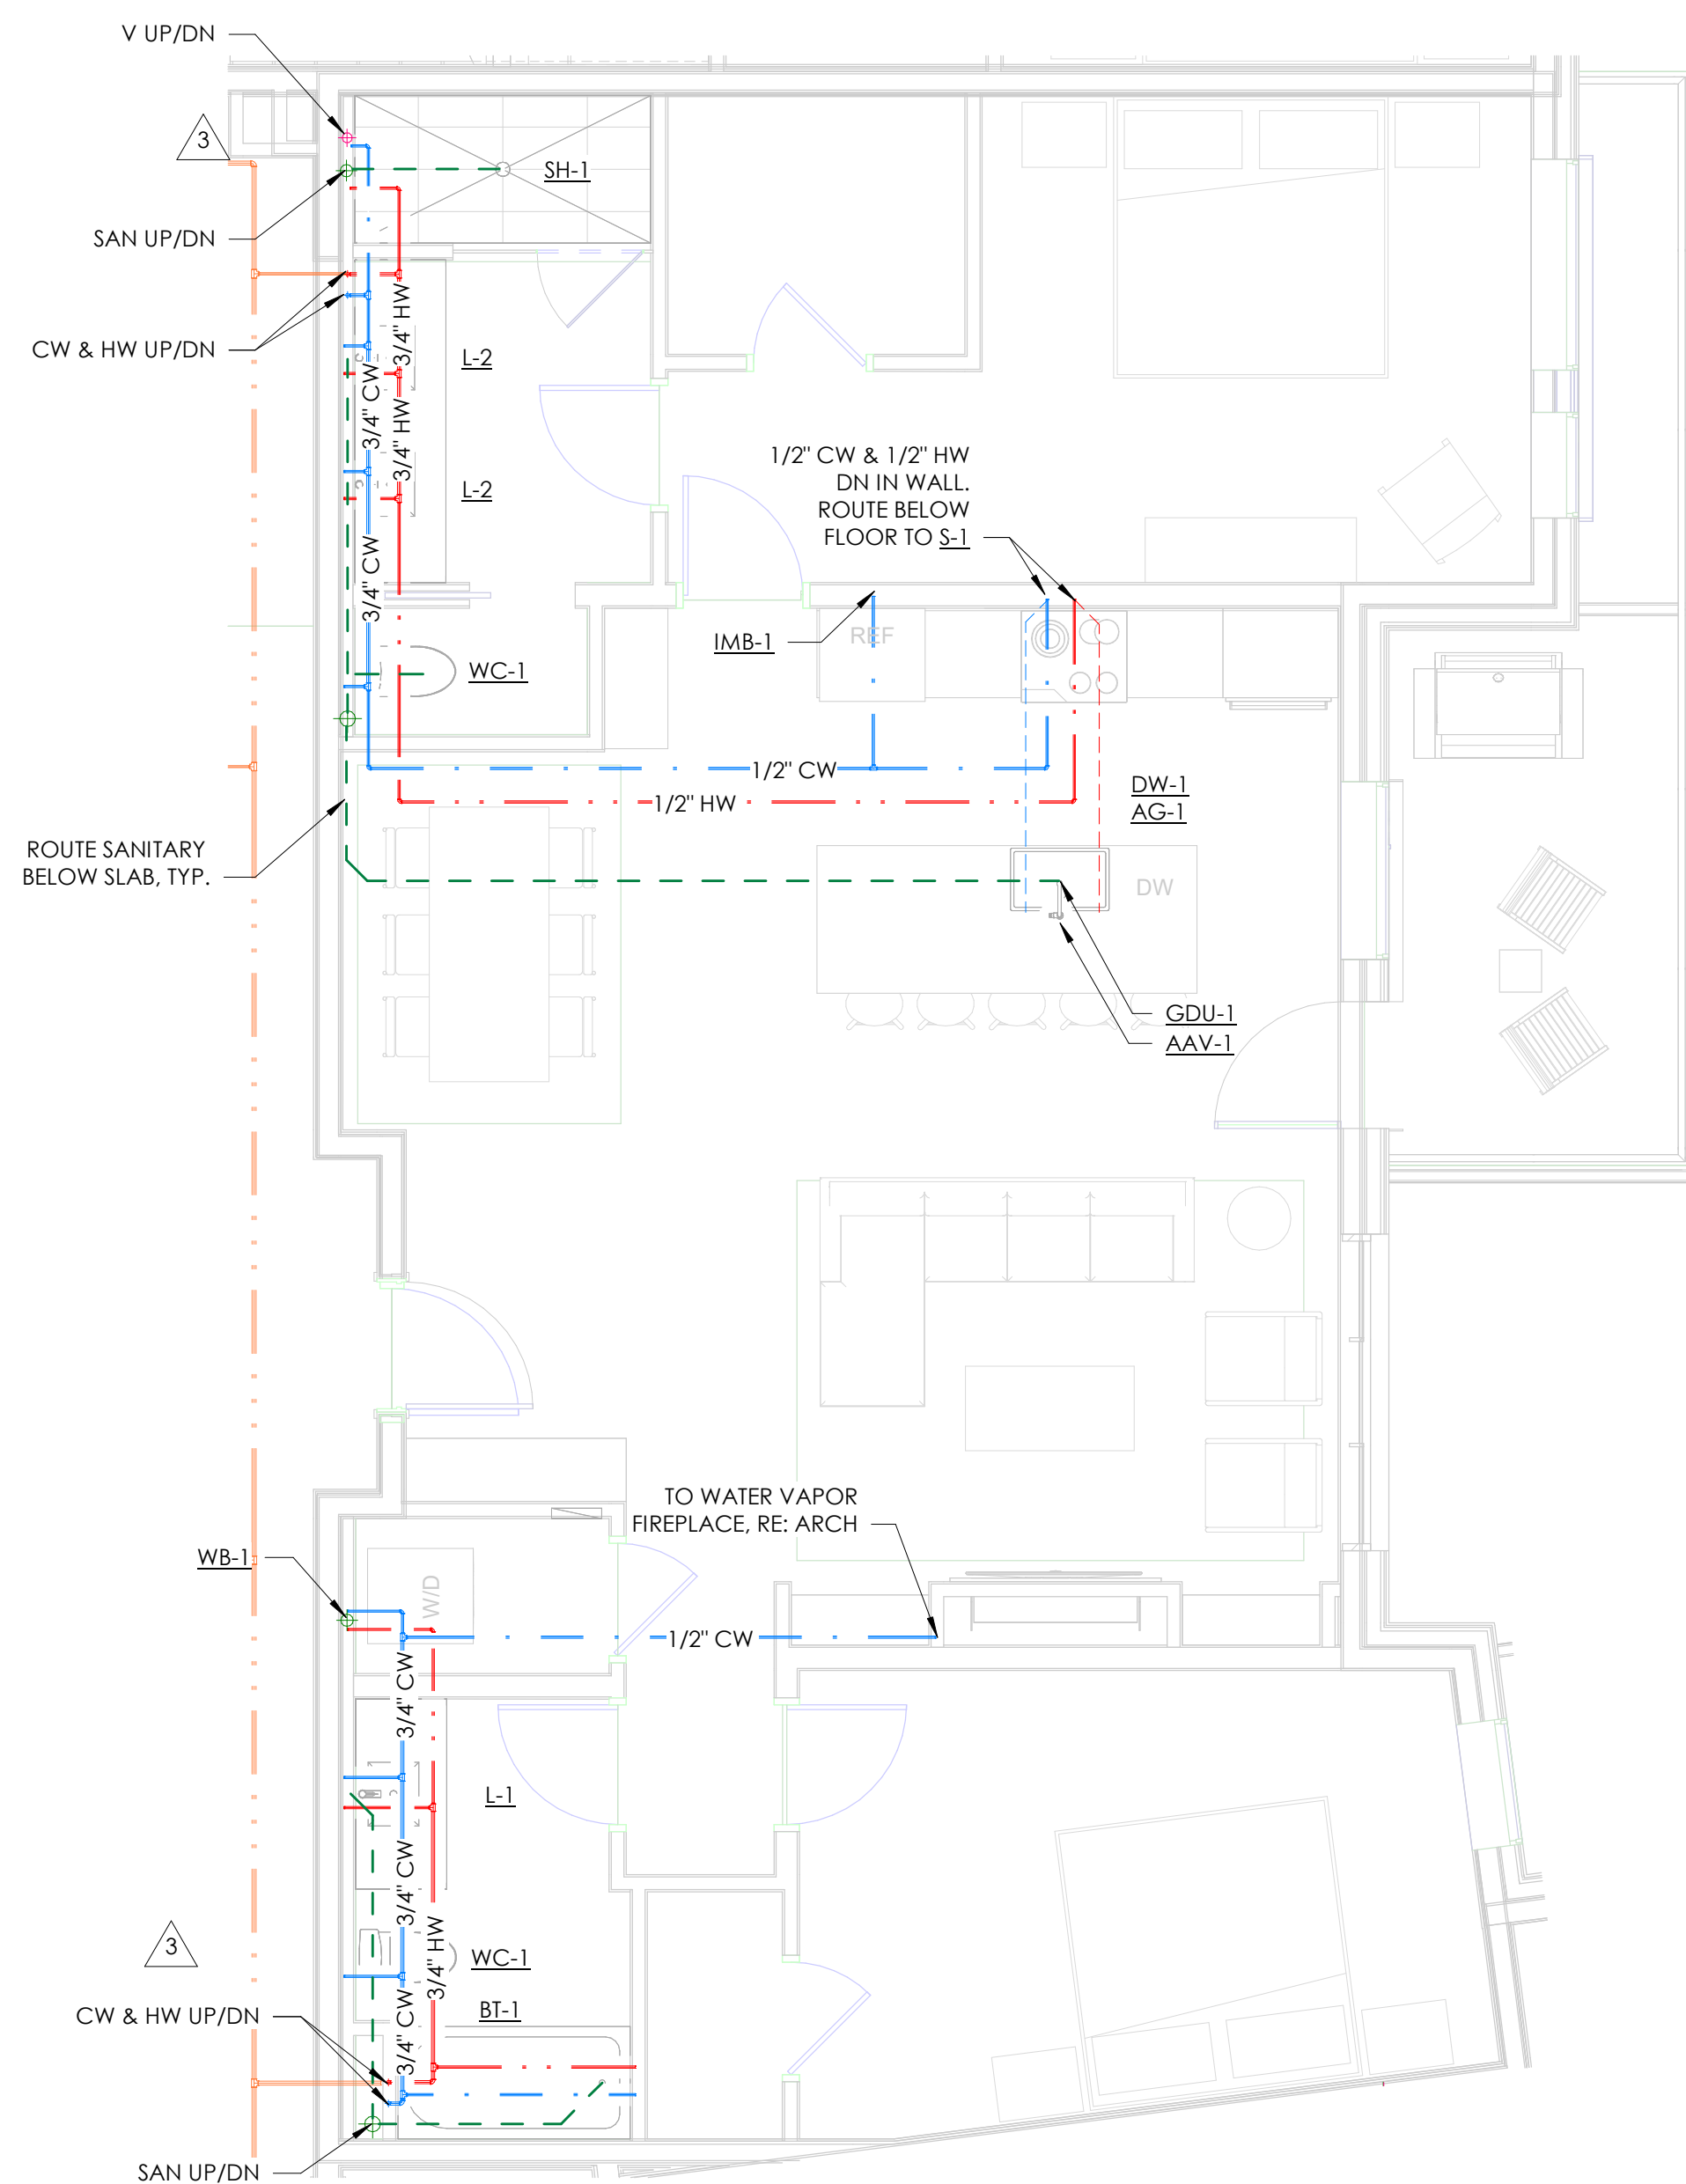 V UP/DN
3
SH-1
SAN UP/DN
3/4" HW
CW & HW UP/DN
L-2
3/4" CW
3/4" HW
1/2" CW & 1/2" HW
DN IN WALL.
ROUTE BELOW
FLOOR TO S-1
L-2
3/4" CW
REF
IMB-1
WC-1
1/2" CW
1/2" HW
DW-1
AG-1
ROUTE SANITARY
BELOW SLAB, TYP.
DW
GDU-1
AAV-1
TO WATER VAPOR
FIREPLACE, RE: ARCH
WB-1
W/D
1/2" CW
3/4" CW
L-1
3/4" CW
3
WC-1
3/4" HW
BT-1
CW & HW UP/DN
3/4" CW
SAN UP/DN